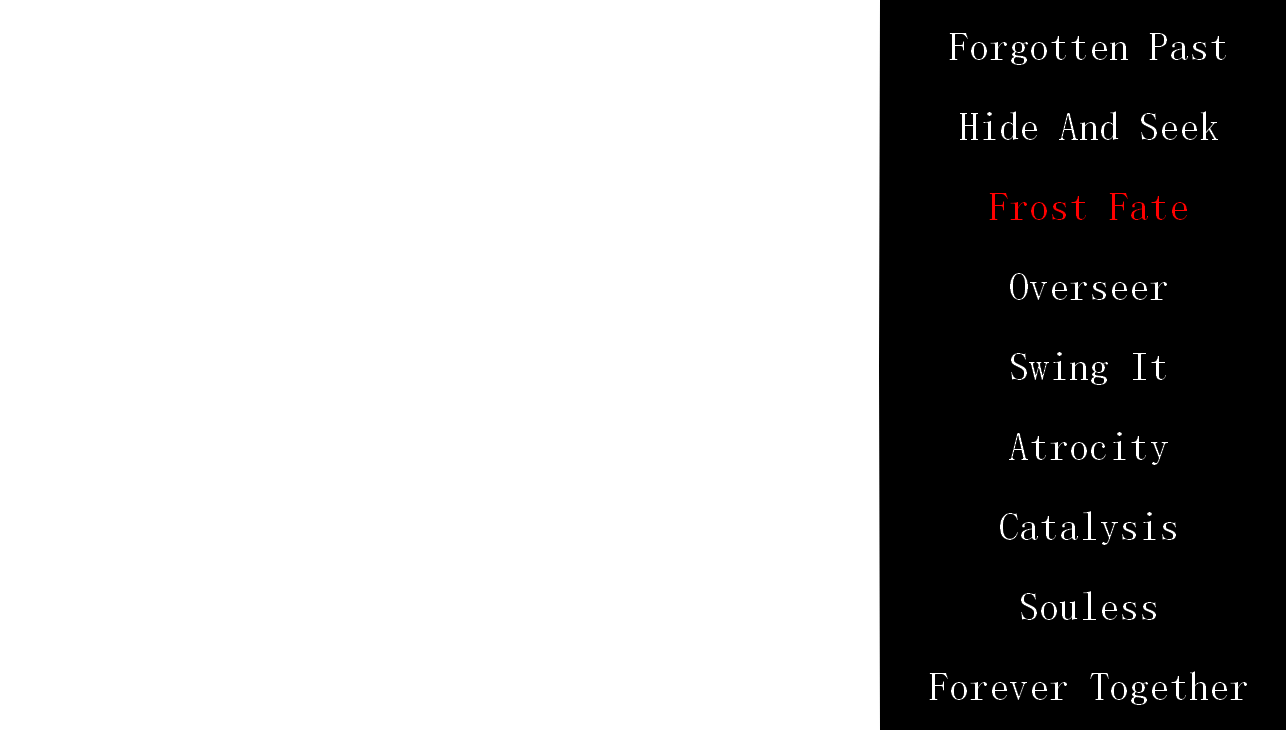 Forgotten Past
Hide And Seek
Frost Fate
Overseer
Swing It
Atrocity
Catalysis
Souless
Forever Together